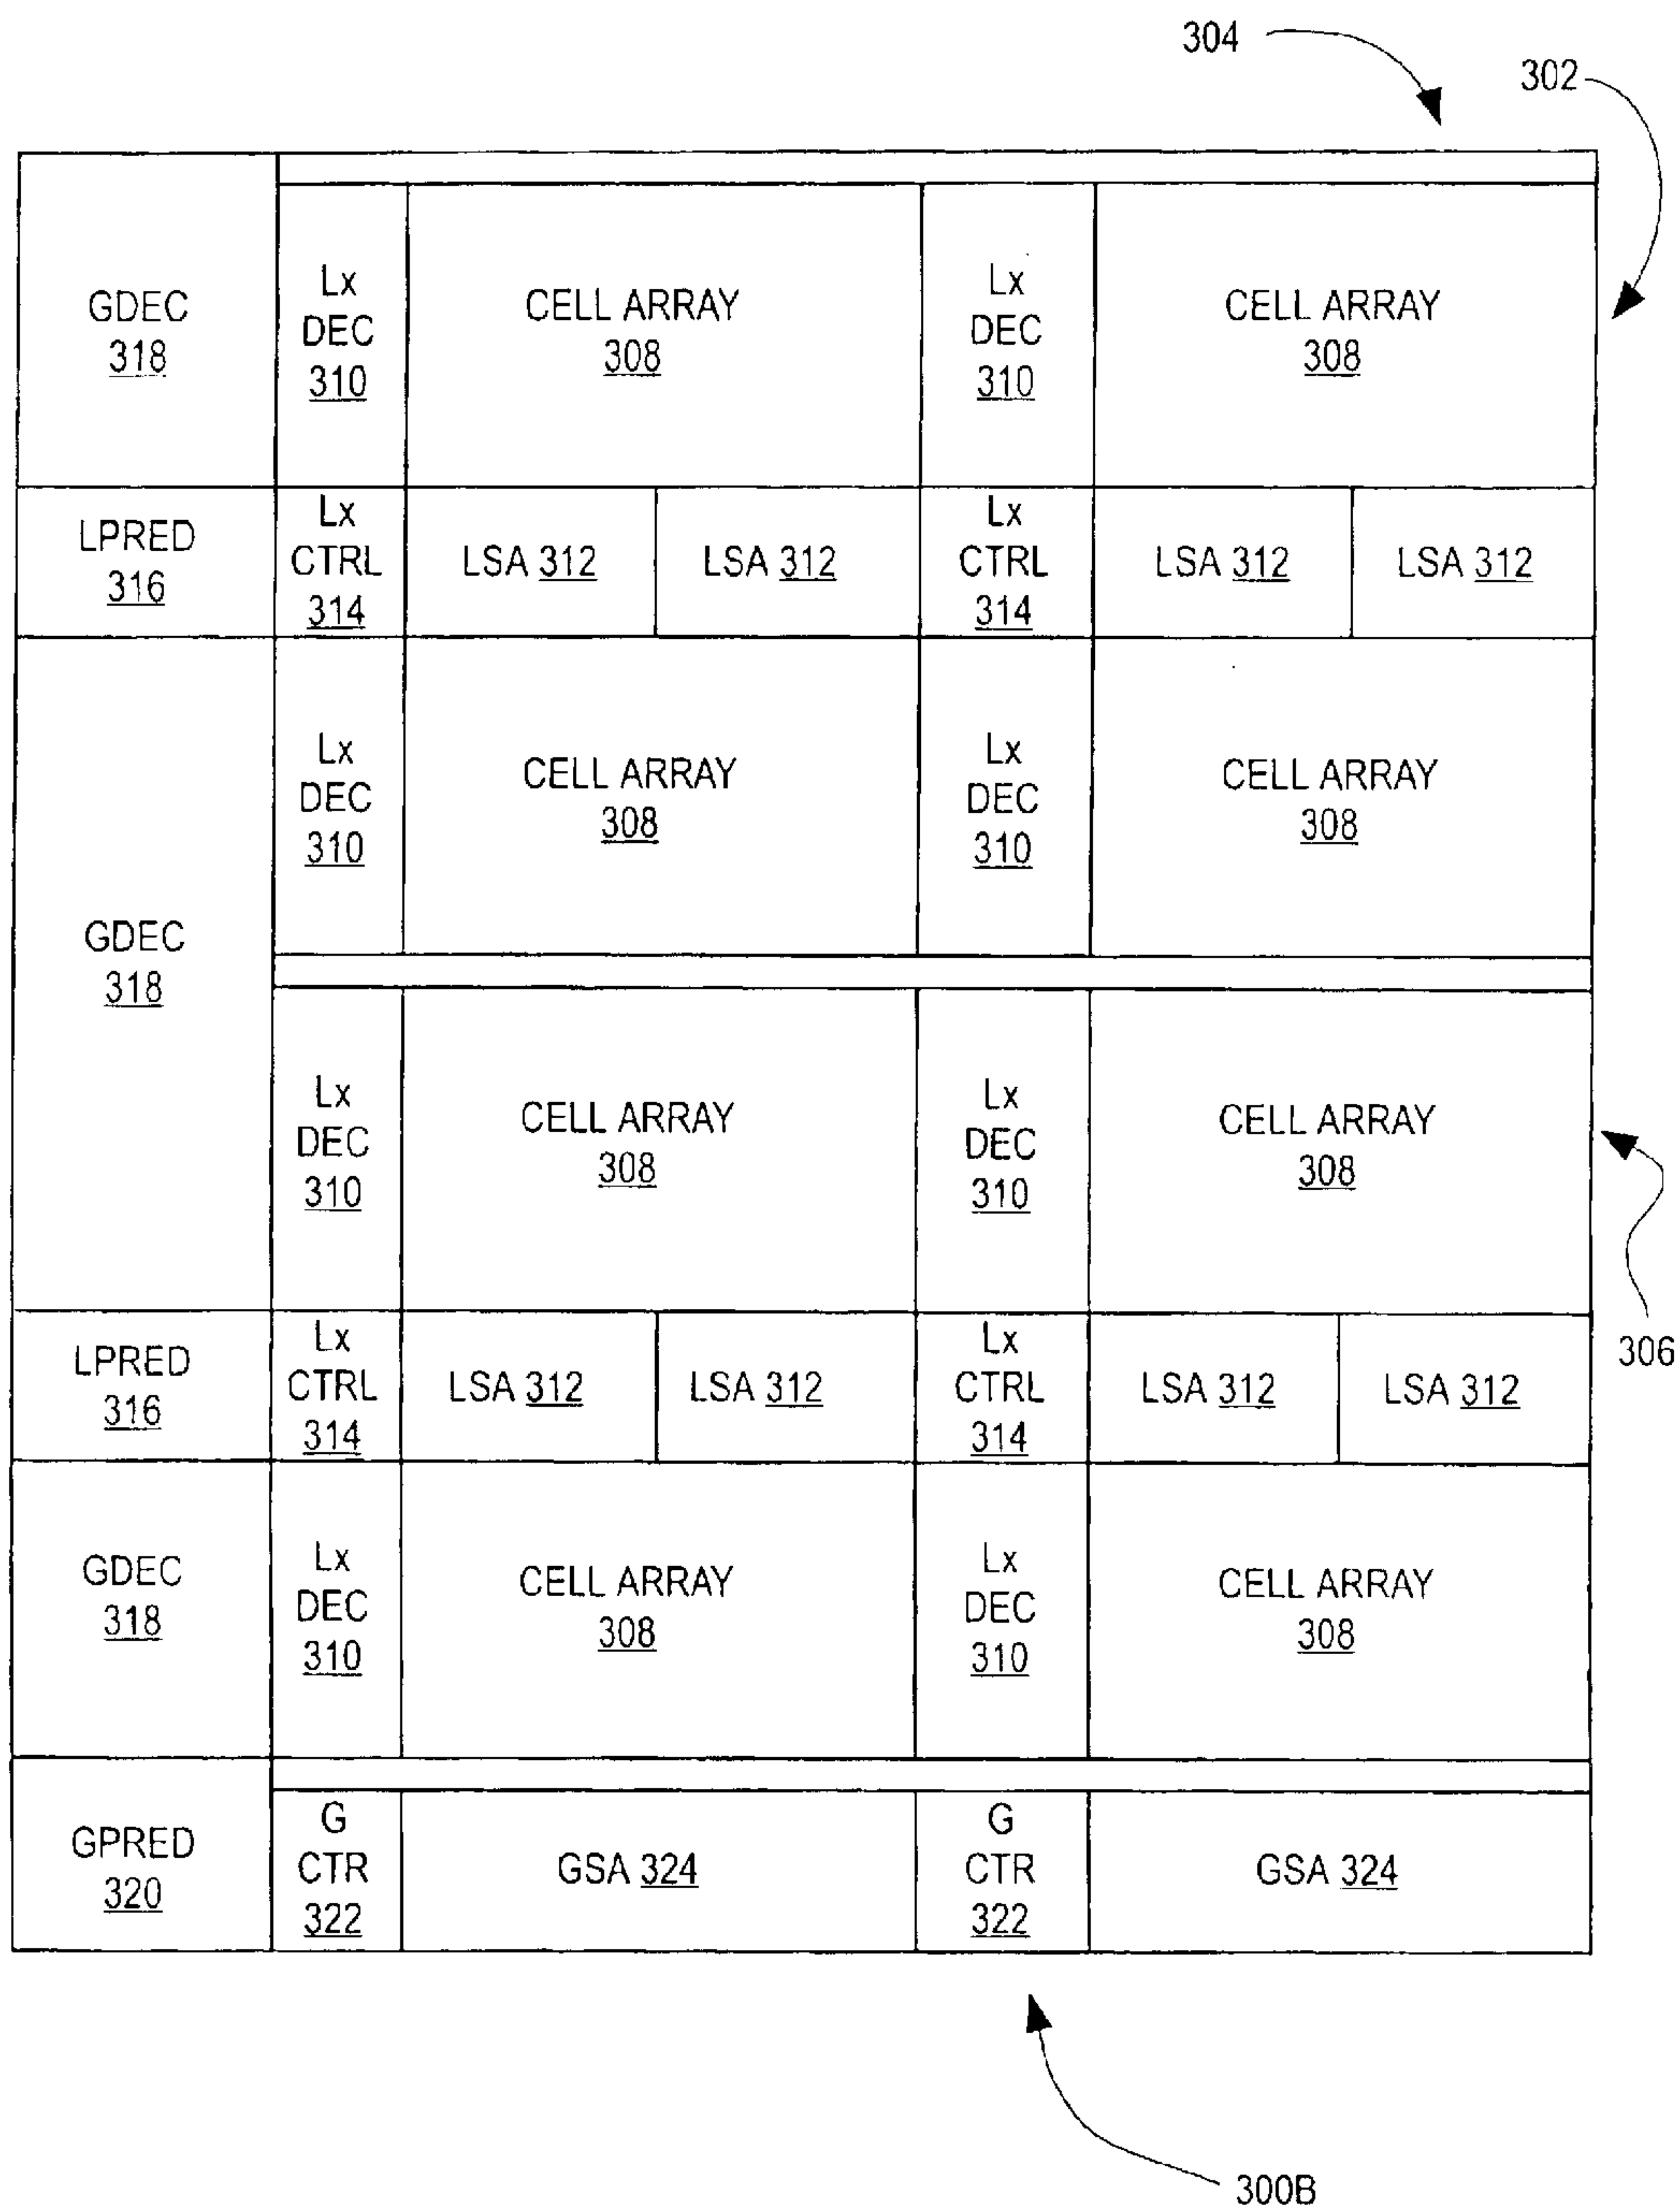 304
302
GDEC
318
Lx
DEC
310
CELL ARRAY
308
Lx
DEC
310
CELL ARRAY
308
LPRED
316
Lx
CTRL
314
LSA 312
LSA 312
Lx
CTRL
314
LSA 312
LSA 312
GDEC
318
Lx
DEC
310
CELL ARRAY
308
Lx
DEC
310
CELL ARRAY
308
Lx
DEC
310
CELL ARRAY
308
Lx
DEC
310
CELL ARRAY
308
306
LPRED
316
Lx
CTRL
314
LSA 312
LSA 312
Lx
CTRL
314
LSA 312
LSA 312
GDEC
318
Lx
DEC
310
CELL ARRAY
308
Lx
DEC
310
CELL ARRAY
308
GPRED
320
G
CTR
322
GSA 324
G
CTR
322
GSA 324
300B